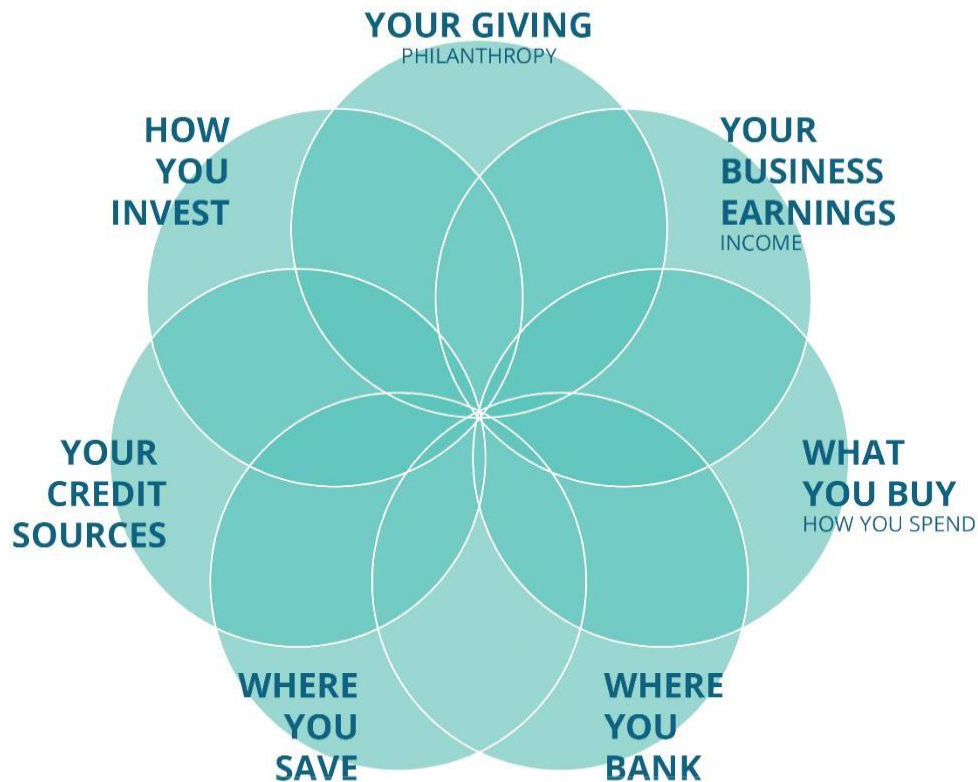 YOUR GIVING
PHILANTHROPY
HOW
YOU
INVEST
YOUR
BUSINESS
EARNINGS
INCOME
YOUR
CREDIT
SOURCES
WHAT
YOU BUY
HOW YOU SPEND
WHERE
YOU
SAVE
WHERE
YOU
BANK